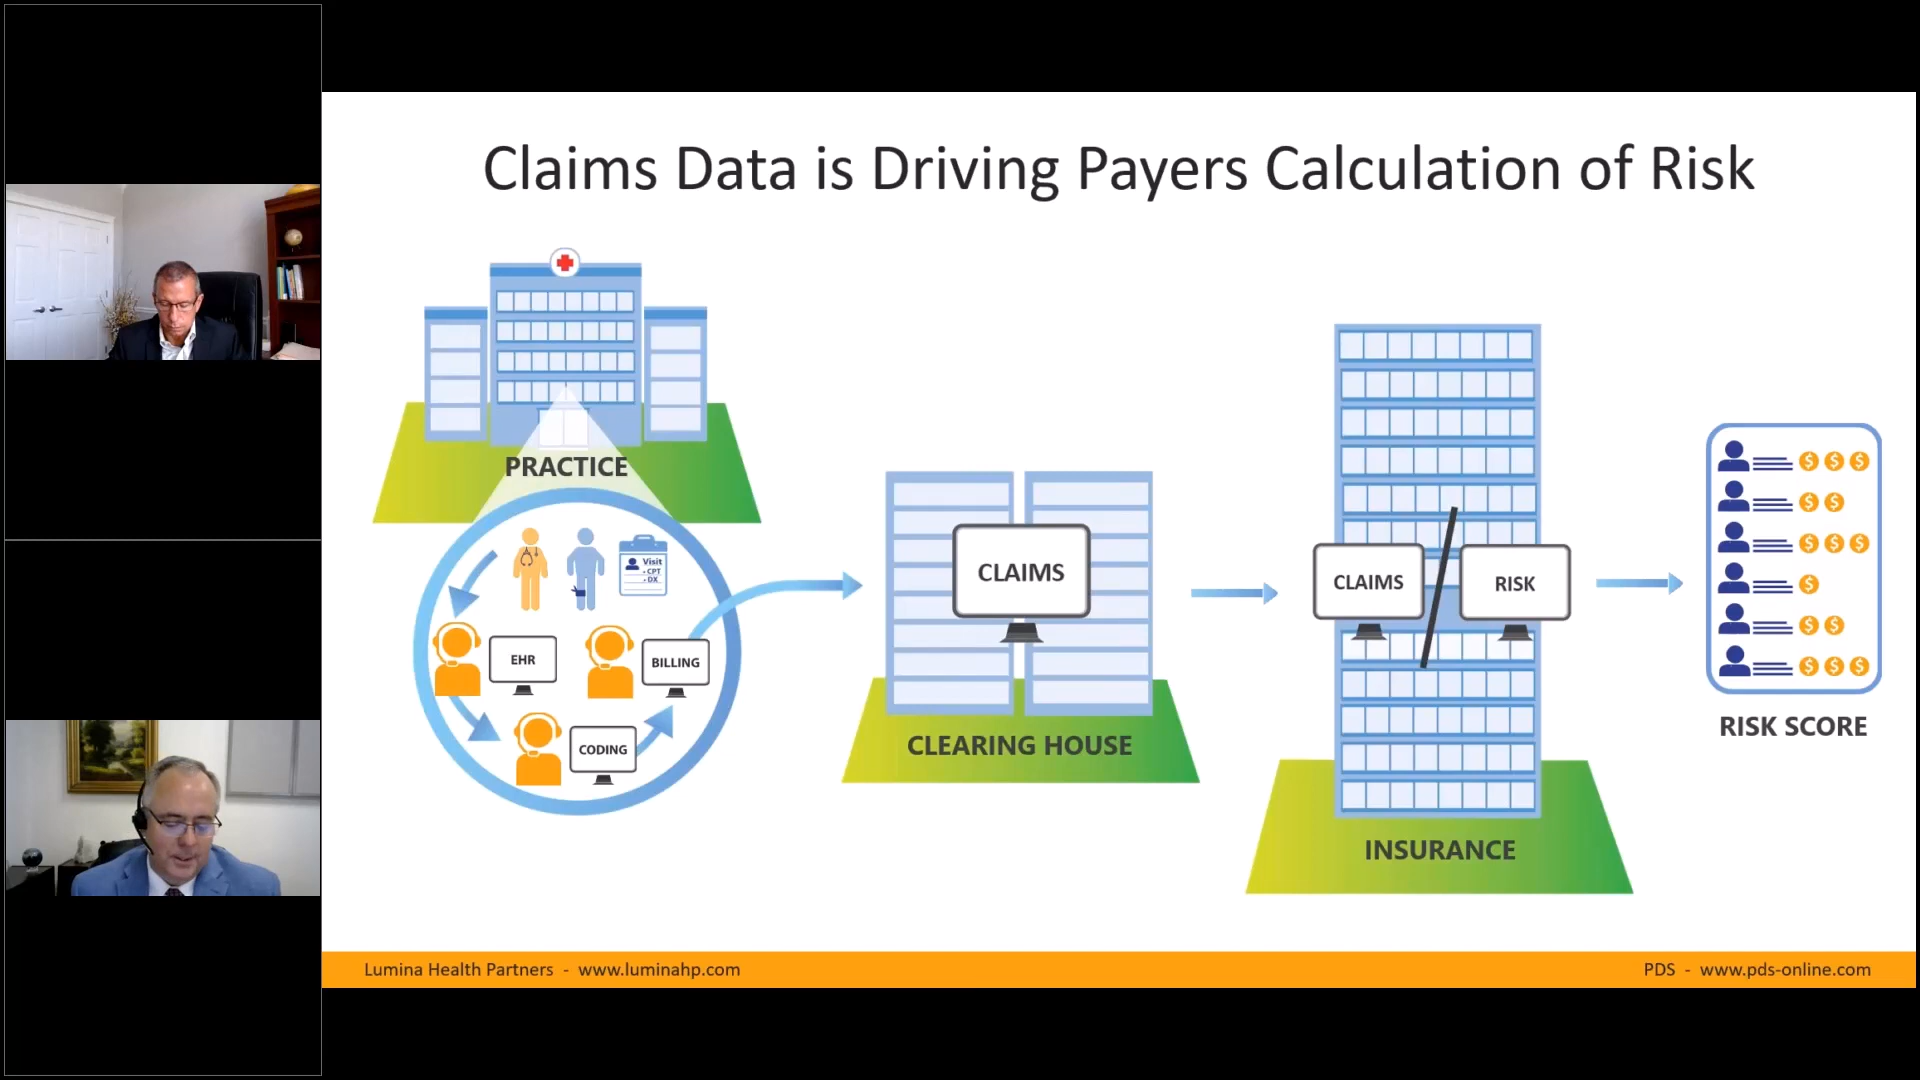 Claims Data is Driving Payers Calculation of Risk
PRACTICE
Visit
• CPT
• DX
EHR
BILLING
CODING
CLAIMS
CLEARING HOUSE
CLAIMS
RISK
INSURANCE
$ $ $
$ $
$ $ $
$
$ $
$ $ $
RISK SCORE
Lumina Health Partners - www.luminahp.com
PDS - www.pds-online.com